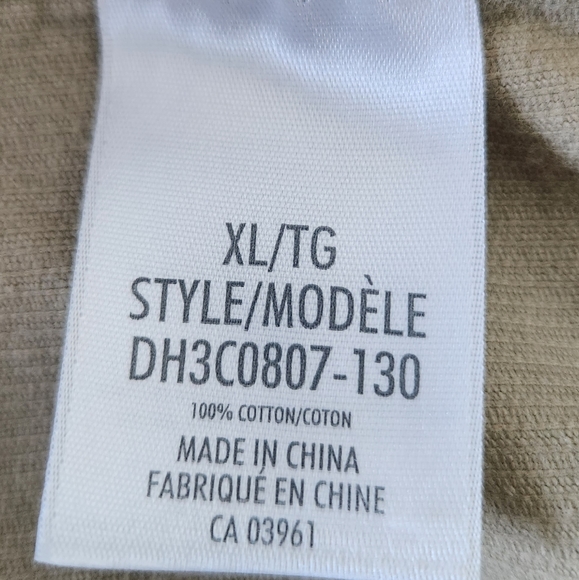 XL/TG
STYLE/MODÈLE
DH3C0807-130
100% COTTON/COTON
MADE IN CHINA
FABRIQUÉ EN CHINE
CA 03961